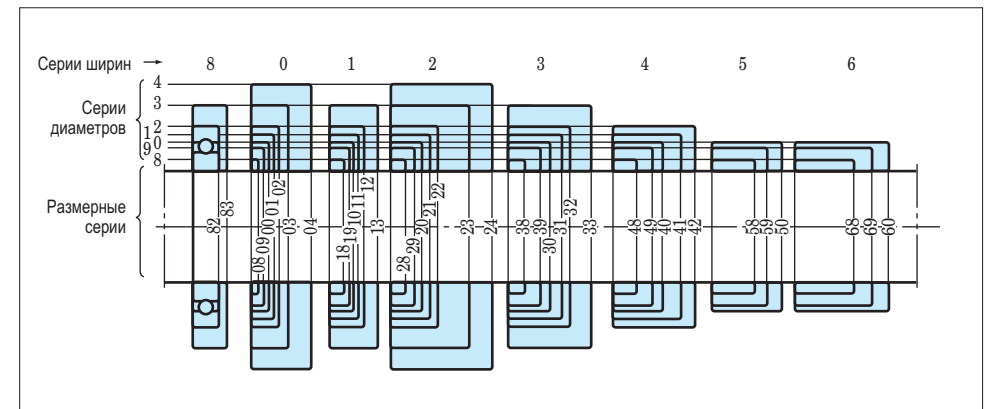 Серии ширин → 8 0 1 2 3 4 5 6
Серии диаметров
4
3
2
1
0
9
8
Размерные серии
82 83
08 09 00 01 02 03 04
18 19 10 11 12 13
28 29 20 21 22 23 24
38 39 30 31 32 33
48 49 40 41 42
58 59 50
68 69 60